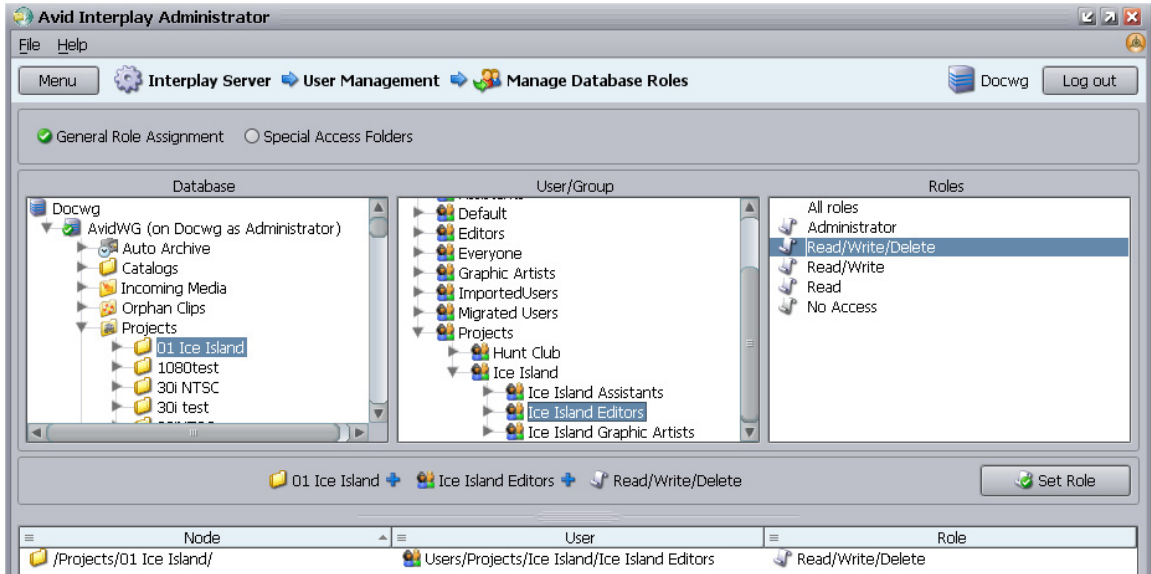 Avid Interplay Administrator
File Help
Menu Interplay Server User Management Manage Database Roles Docwg Log out
General Role Assignment Special Access Folders
Database
Docwg
AvidWG (on Docwg as Administrator)
Auto Archive
Catalogs
Incoming Media
Orphan Clips
Projects
01 Ice Island
1080test
30i NTSC
30i test
User/Group
Default
Editors
Everyone
Graphic Artists
ImportedUsers
Migrated Users
Projects
Hunt Club
Ice Island
Ice Island Assistants
Ice Island Editors
Ice Island Graphic Artists
Roles
All roles
Administrator
Read/Write/Delete
Read/Write
Read
No Access
01 Ice Island Ice Island Editors Read/Write/Delete Set Role
Node User Role
/Projects/01 Ice Island/ Users/Projects/Ice Island/Ice Island Editors Read/Write/Delete